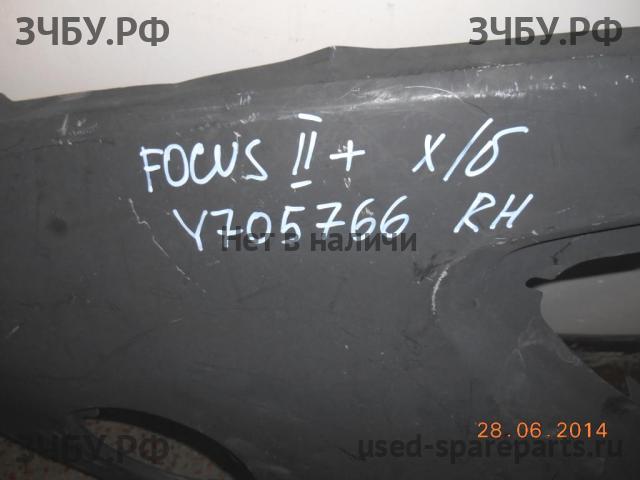 ЗЧБУ.РФ ЗЧБУ.РФ
FOCUS II+ х/б
Y705766 RH
Нет в наличи
28.06.2014
ЗЧБУ.РФ used-spareparts.ru